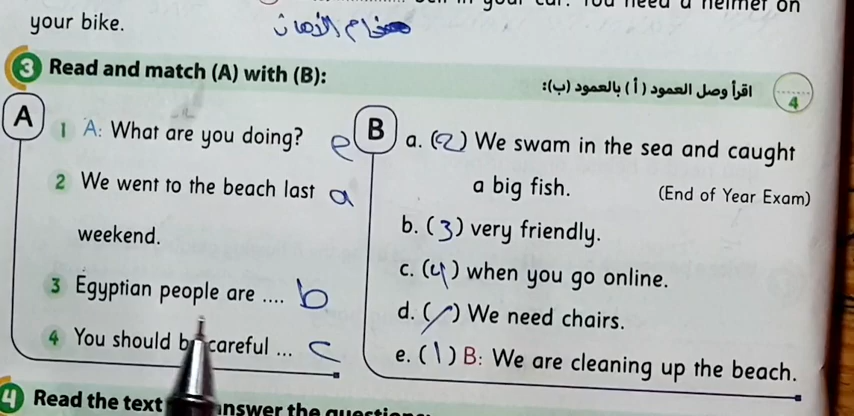 your bike.
3 Read and match (A) with (B):
اقرأ وصل العمود (أ) بالعمود (ب):
4
A
1 A: What are you doing? e
2 We went to the beach last a
weekend.
3 Egyptian people are .... b
4 You should be careful ... c
B
a. (2) We swam in the sea and caught
a big fish. (End of Year Exam)
b. (3) very friendly.
c. (4) when you go online.
d. ( ) We need chairs.
e. (1) B: We are cleaning up the beach.
4 Read the text